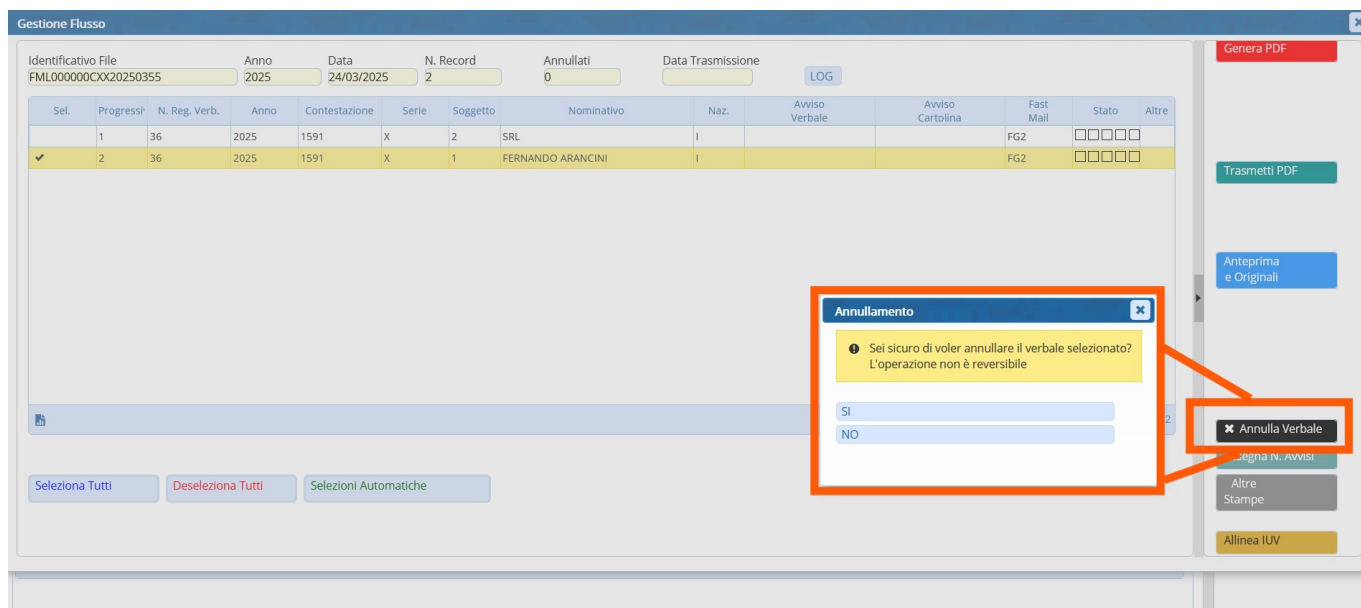 Gestione Flusso
Identificativo File Anno Data N. Record Annullati Data Trasmissione
FML000000CXX20250355 2025 24/03/2025 2 0 LOG
Sel. Progressi N. Reg. Verb. Anno Contestazione Serie Soggetto Nominativo Naz. Avviso Verbale Avviso Cartolina Fast Mail Stato Altre
1 36 2025 1591 X 2 SRL I FG2
2 36 2025 1591 X 1 FERNANDO ARANCINI I FG2
2
Seleziona Tutti Deseleziona Tutti Selezioni Automatiche
Annullamento
Sei sicuro di voler annullare il verbale selezionato?
L'operazione non è reversibile
SI
NO
Genera PDF
Trasmetti PDF
Anteprima
e Originali
Annulla Verbale
segna N. Avvisi
Altre
Stampe
Allinea IUV